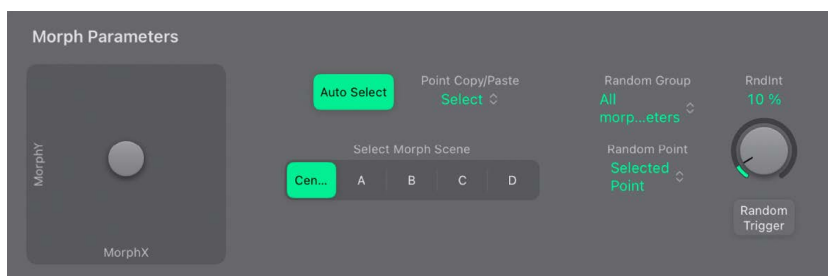 Morph Parameters
Auto Select
Point Copy/Paste
Select
Random Group
All
morp...eters
RndInt
10 %
MorphY
Select Morph Scene
Cen... A B C D
Random Point
Selected
Point
Random
Trigger
MorphX